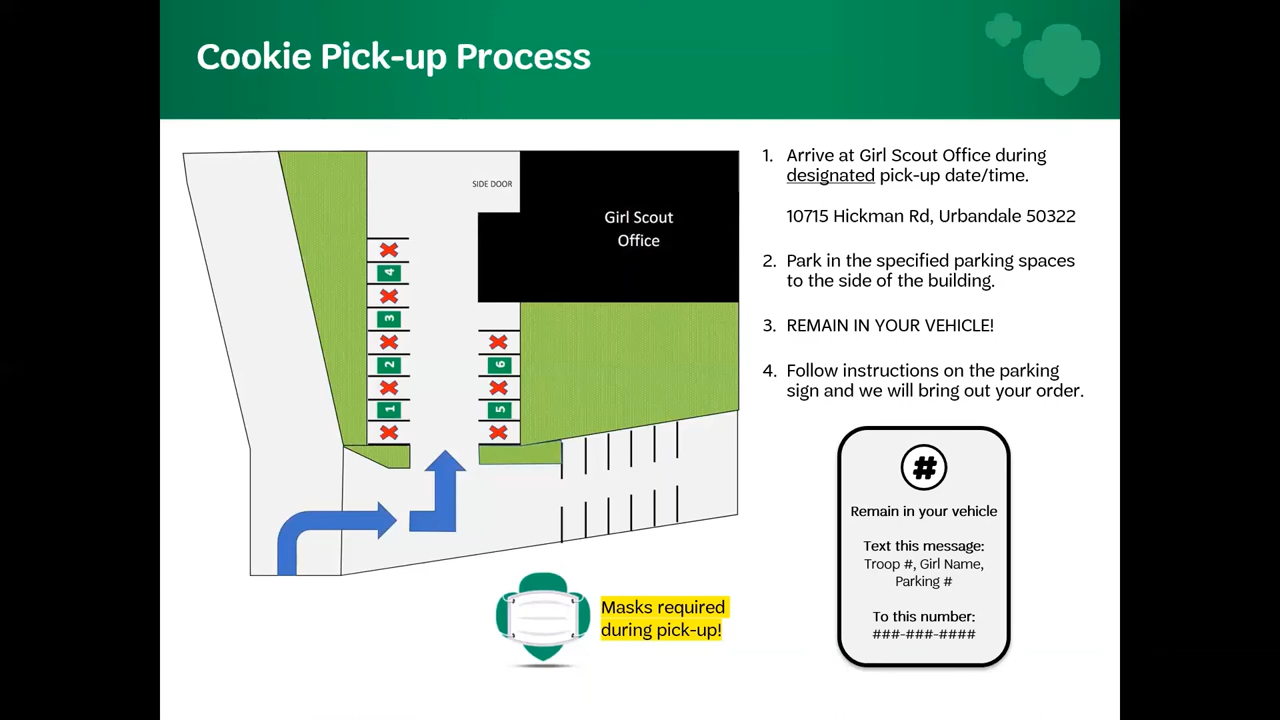 Cookie Pick-up Process
SIDE DOOR
Girl Scout
Office
4
3
2
1
6
5
1. Arrive at Girl Scout Office during
designated pick-up date/time.
10715 Hickman Rd, Urbandale 50322
2. Park in the specified parking spaces
to the side of the building.
3. REMAIN IN YOUR VEHICLE!
4. Follow instructions on the parking
sign and we will bring out your order.
#
Remain in your vehicle
Text this message:
Troop #, Girl Name,
Parking #
To this number:
###-###-####
Masks required
during pick-up!